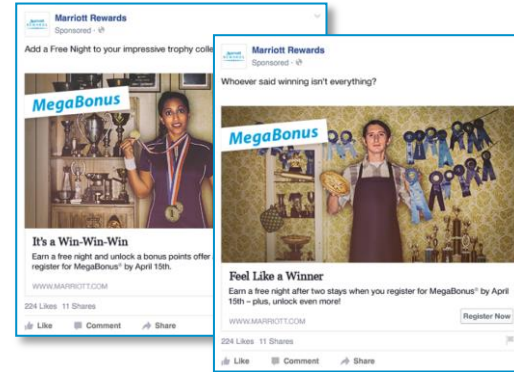 Marriott Rewards
Sponsored ·
Add a Free Night to your impressive trophy colle
MegaBonus
It's a Win-Win-Win
Earn a free night and unlock a bonus points offer
register for MegaBonus® by April 15th.
WWW.MARRIOTT.COM
224 Likes 11 Shares
Like Comment Share
Marriott Rewards
Sponsored ·
Whoever said winning isn't everything?
MegaBonus
Feel Like a Winner
Earn a free night after two stays when you register for MegaBonus® by April
15th – plus, unlock even more!
WWW.MARRIOTT.COM
Register Now
224 Likes 11 Shares
Like Comment Share